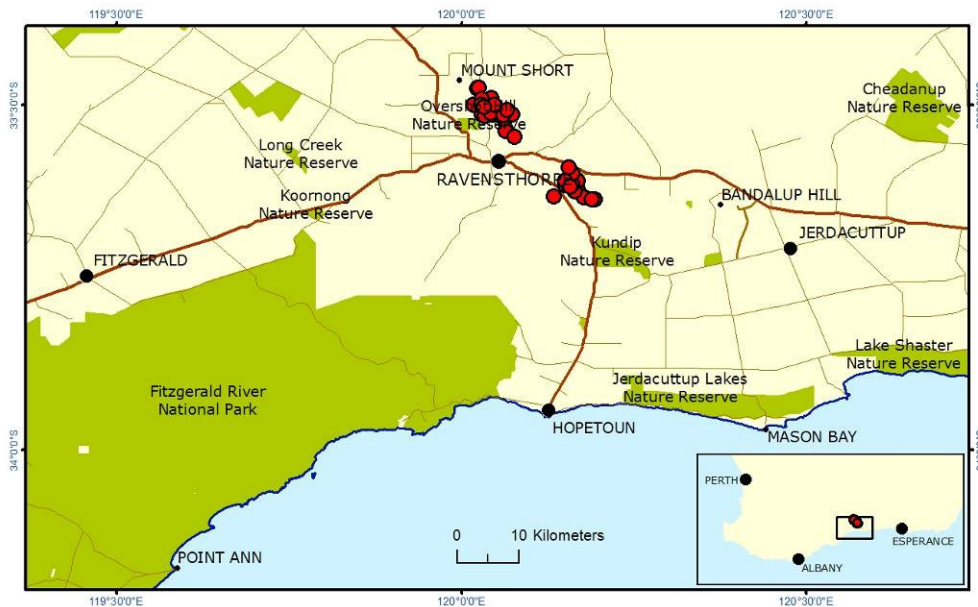 119°30'0"E
120°0'0"E
120°30'0"E
33°30'0"S
MOUNT SHORT
Cheadanup
Nature Reserve
Nature Reserve
Long Creek
Nature Reserve
RAVENSTHORPE
Koornong
Nature Reserve
BANDALUP HILL
JERDACUTTUP
Kundip
Nature Reserve
FITZGERALD
Lake Shaster
Nature Reserve
Fitzgerald River
National Park
Jerdacuttup Lakes
Nature Reserve
HOPETOUN
MASON BAY
34°0'0"S
0 10 Kilometers
POINT ANN
PERTH
ESPERANCE
ALBANY
119°30'0"E
120°0'0"E
120°30'0"E